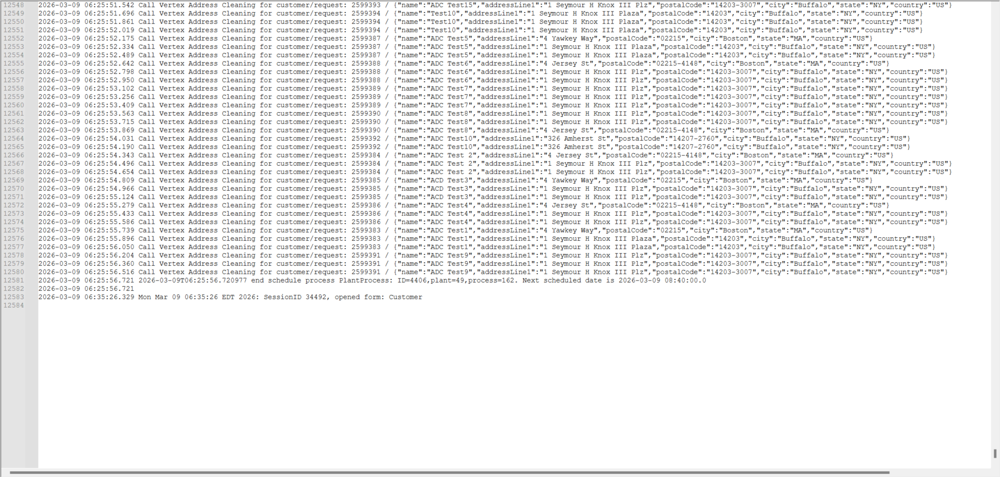 12548 2026-03-09 06:25:51.542 Call Vertex Address Cleaning for customer/request: 2599393 / {"name":"ADC Test15","addressLine1":"1 Seymour H Knox III Plz","postalCode":"14203-3007","city":"Buffalo","state":"NY","country":"US"}
12549 2026-03-09 06:25:51.696 Call Vertex Address Cleaning for customer/request: 2599394 / {"name":"Test10","addressLine1":"1 Seymour H Knox III Plaza","postalCode":"14203","city":"Buffalo","state":"NY","country":"US"}
12550 2026-03-09 06:25:51.861 Call Vertex Address Cleaning for customer/request: 2599394 / {"name":"Test10","addressLine1":"1 Seymour H Knox III Plaza","postalCode":"14203","city":"Buffalo","state":"NY","country":"US"}
12551 2026-03-09 06:25:52.019 Call Vertex Address Cleaning for customer/request: 2599394 / {"name":"Test10","addressLine1":"1 Seymour H Knox III Plaza","postalCode":"14203","city":"Buffalo","state":"NY","country":"US"}
12552 2026-03-09 06:25:52.175 Call Vertex Address Cleaning for customer/request: 2599387 / {"name":"ADC Test5","addressLine1":"4 Yawkey Way","postalCode":"02215","city":"Boston","state":"MA","country":"US"}
12553 2026-03-09 06:25:52.334 Call Vertex Address Cleaning for customer/request: 2599387 / {"name":"ADC Test5","addressLine1":"1 Seymour H Knox III Plaza","postalCode":"14203","city":"Buffalo","state":"NY","country":"US"}
12554 2026-03-09 06:25:52.489 Call Vertex Address Cleaning for customer/request: 2599387 / {"name":"ADC Test5","addressLine1":"1 Seymour H Knox III Plaza","postalCode":"14203","city":"Buffalo","state":"NY","country":"US"}
12555 2026-03-09 06:25:52.642 Call Vertex Address Cleaning for customer/request: 2599388 / {"name":"ADC Test6","addressLine1":"4 Jersey St","postalCode":"02215-4148","city":"Boston","state":"MA","country":"US"}
12556 2026-03-09 06:25:52.798 Call Vertex Address Cleaning for customer/request: 2599388 / {"name":"ADC Test6","addressLine1":"1 Seymour H Knox III Plz","postalCode":"14203-3007","city":"Buffalo","state":"NY","country":"US"}
12557 2026-03-09 06:25:52.950 Call Vertex Address Cleaning for customer/request: 2599388 / {"name":"ADC Test6","addressLine1":"1 Seymour H Knox III Plz","postalCode":"14203-3007","city":"Buffalo","state":"NY","country":"US"}
12558 2026-03-09 06:25:53.102 Call Vertex Address Cleaning for customer/request: 2599389 / {"name":"ADC Test7","addressLine1":"1 Seymour H Knox III Plz","postalCode":"14203-3007","city":"Buffalo","state":"NY","country":"US"}
12559 2026-03-09 06:25:53.256 Call Vertex Address Cleaning for customer/request: 2599389 / {"name":"ADC Test7","addressLine1":"1 Seymour H Knox III Plz","postalCode":"14203-3007","city":"Buffalo","state":"NY","country":"US"}
12560 2026-03-09 06:25:53.409 Call Vertex Address Cleaning for customer/request: 2599389 / {"name":"ADC Test7","addressLine1":"1 Seymour H Knox III Plz","postalCode":"14203-3007","city":"Buffalo","state":"NY","country":"US"}
12561 2026-03-09 06:25:53.563 Call Vertex Address Cleaning for customer/request: 2599390 / {"name":"ADC Test8","addressLine1":"1 Seymour H Knox III Plz","postalCode":"14203-3007","city":"Buffalo","state":"NY","country":"US"}
12562 2026-03-09 06:25:53.715 Call Vertex Address Cleaning for customer/request: 2599390 / {"name":"ADC Test8","addressLine1":"1 Seymour H Knox III Plz","postalCode":"14203-3007","city":"Buffalo","state":"NY","country":"US"}
12563 2026-03-09 06:25:53.869 Call Vertex Address Cleaning for customer/request: 2599390 / {"name":"ADC Test8","addressLine1":"4 Jersey St","postalCode":"02215-4148","city":"Boston","state":"MA","country":"US"}
12564 2026-03-09 06:25:54.031 Call Vertex Address Cleaning for customer/request: 2599392 / {"name":"ADC Test10","addressLine1":"326 Amherst St","postalCode":"14207-2760","city":"Buffalo","state":"NY","country":"US"}
12565 2026-03-09 06:25:54.190 Call Vertex Address Cleaning for customer/request: 2599392 / {"name":"ADC Test10","addressLine1":"326 Amherst St","postalCode":"14207-2760","city":"Buffalo","state":"NY","country":"US"}
12566 2026-03-09 06:25:54.343 Call Vertex Address Cleaning for customer/request: 2599384 / {"name":"ADC Test 2","addressLine1":"4 Jersey St","postalCode":"02215-4148","city":"Boston","state":"MA","country":"US"}
12567 2026-03-09 06:25:54.496 Call Vertex Address Cleaning for customer/request: 2599384 / {"name":"ADC Test 2","addressLine1":"1 Seymour H Knox III Plz","postalCode":"14203-3007","city":"Buffalo","state":"NY","country":"US"}
12568 2026-03-09 06:25:54.654 Call Vertex Address Cleaning for customer/request: 2599384 / {"name":"ADC Test 2","addressLine1":"1 Seymour H Knox III Plz","postalCode":"14203-3007","city":"Buffalo","state":"NY","country":"US"}
12569 2026-03-09 06:25:54.809 Call Vertex Address Cleaning for customer/request: 2599385 / {"name":"ACD Test3","addressLine1":"4 Yawkey Way","postalCode":"02215","city":"Boston","state":"MA","country":"US"}
12570 2026-03-09 06:25:54.966 Call Vertex Address Cleaning for customer/request: 2599385 / {"name":"ACD Test3","addressLine1":"1 Seymour H Knox III Plz","postalCode":"14203-3007","city":"Buffalo","state":"NY","country":"US"}
12571 2026-03-09 06:25:55.124 Call Vertex Address Cleaning for customer/request: 2599385 / {"name":"ACD Test3","addressLine1":"1 Seymour H Knox III Plz","postalCode":"14203-3007","city":"Buffalo","state":"NY","country":"US"}
12572 2026-03-09 06:25:55.279 Call Vertex Address Cleaning for customer/request: 2599386 / {"name":"ADC Test4","addressLine1":"4 Jersey St","postalCode":"02215-4148","city":"Boston","state":"MA","country":"US"}
12573 2026-03-09 06:25:55.433 Call Vertex Address Cleaning for customer/request: 2599386 / {"name":"ADC Test4","addressLine1":"1 Seymour H Knox III Plz","postalCode":"14203-3007","city":"Buffalo","state":"NY","country":"US"}
12574 2026-03-09 06:25:55.586 Call Vertex Address Cleaning for customer/request: 2599386 / {"name":"ADC Test4","addressLine1":"1 Seymour H Knox III Plz","postalCode":"14203-3007","city":"Buffalo","state":"NY","country":"US"}
12575 2026-03-09 06:25:55.739 Call Vertex Address Cleaning for customer/request: 2599383 / {"name":"ADC Test1","addressLine1":"4 Yawkey Way","postalCode":"02215","city":"Boston","state":"MA","country":"US"}
12576 2026-03-09 06:25:55.896 Call Vertex Address Cleaning for customer/request: 2599383 / {"name":"ADC Test1","addressLine1":"1 Seymour H Knox III Plaza","postalCode":"14203","city":"Buffalo","state":"NY","country":"US"}
12577 2026-03-09 06:25:56.050 Call Vertex Address Cleaning for customer/request: 2599383 / {"name":"ADC Test1","addressLine1":"1 Seymour H Knox III Plaza","postalCode":"14203","city":"Buffalo","state":"NY","country":"US"}
12578 2026-03-09 06:25:56.204 Call Vertex Address Cleaning for customer/request: 2599391 / {"name":"ADC Test9","addressLine1":"1 Seymour H Knox III Plz","postalCode":"14203-3007","city":"Buffalo","state":"NY","country":"US"}
12579 2026-03-09 06:25:56.360 Call Vertex Address Cleaning for customer/request: 2599391 / {"name":"ADC Test9","addressLine1":"1 Seymour H Knox III Plz","postalCode":"14203-3007","city":"Buffalo","state":"NY","country":"US"}
12580 2026-03-09 06:25:56.516 Call Vertex Address Cleaning for customer/request: 2599391 / {"name":"ADC Test9","addressLine1":"1 Seymour H Knox III Plz","postalCode":"14203-3007","city":"Buffalo","state":"NY","country":"US"}
12581 2026-03-09 06:25:56.721 2026-03-09T06:25:56.720977 end schedule process PlantProcess: ID=4406,plant=49,process=162. Next scheduled date is 2026-03-09 08:40:00.0
12582 2026-03-09 06:25:56.721
12583 2026-03-09 06:35:26.329 Mon Mar 09 06:35:26 EDT 2026: SessionID 34492, opened form: Customer
12584